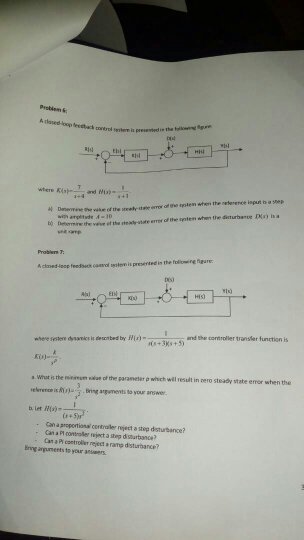 Problem 6:
A closed-loop feedback control system is presented in the following figure:
D(s)
R(s) E(s) Y(s)
K(s) H(s)
+ + +
-
where K(s)=7/(s+4) and H(s)=1/(s+1)
a) Determine the value of the steady-state error of the system when the reference input is a step
with amplitude A=10
b) Determine the value of the steady-state error of the system when the disturbance D(s) is a
unit ramp
Problem 7:
A closed-loop feedback control system is presented in the following figure:
D(s)
R(s) E(s) Y(s)
K(s) H(s)
+ + +
-
where system dynamics is described by H(s)=1/(s(s+3)(s+5)) and the controller transfer function is
K(s)=k/s^p.
a. What is the minimum value of the parameter p which will result in zero steady state error when the
reference is R(s)=3/s^2. Bring arguments to your answer.
b. Let H(s)=1/((s+5)s^2)
- Can a proportional controller reject a step disturbance?
- Can a PI controller reject a step disturbance?
- Can a PI controller reject a ramp disturbance?
Bring arguments to your answers.
3